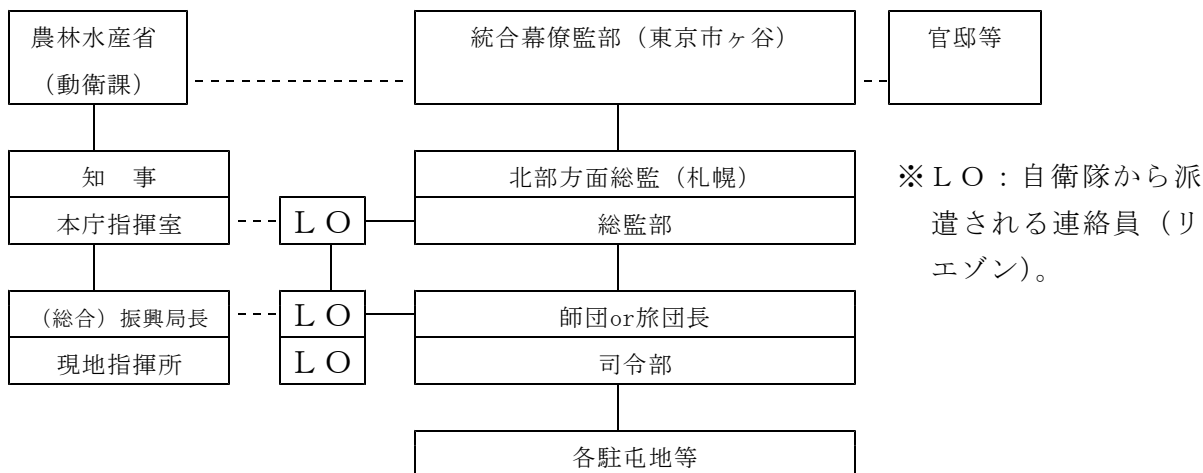 農林水産省
（動衛課）
統合幕僚監部（東京市ヶ谷）
官邸等
知　事
本庁指揮室
ＬＯ
北部方面総監（札幌）
総監部
※ＬＯ：自衛隊から派
遣される連絡員（リ
エゾン）。
（総合）振興局長
現地指揮所
ＬＯ
ＬＯ
師団or旅団長
司令部
各駐屯地等